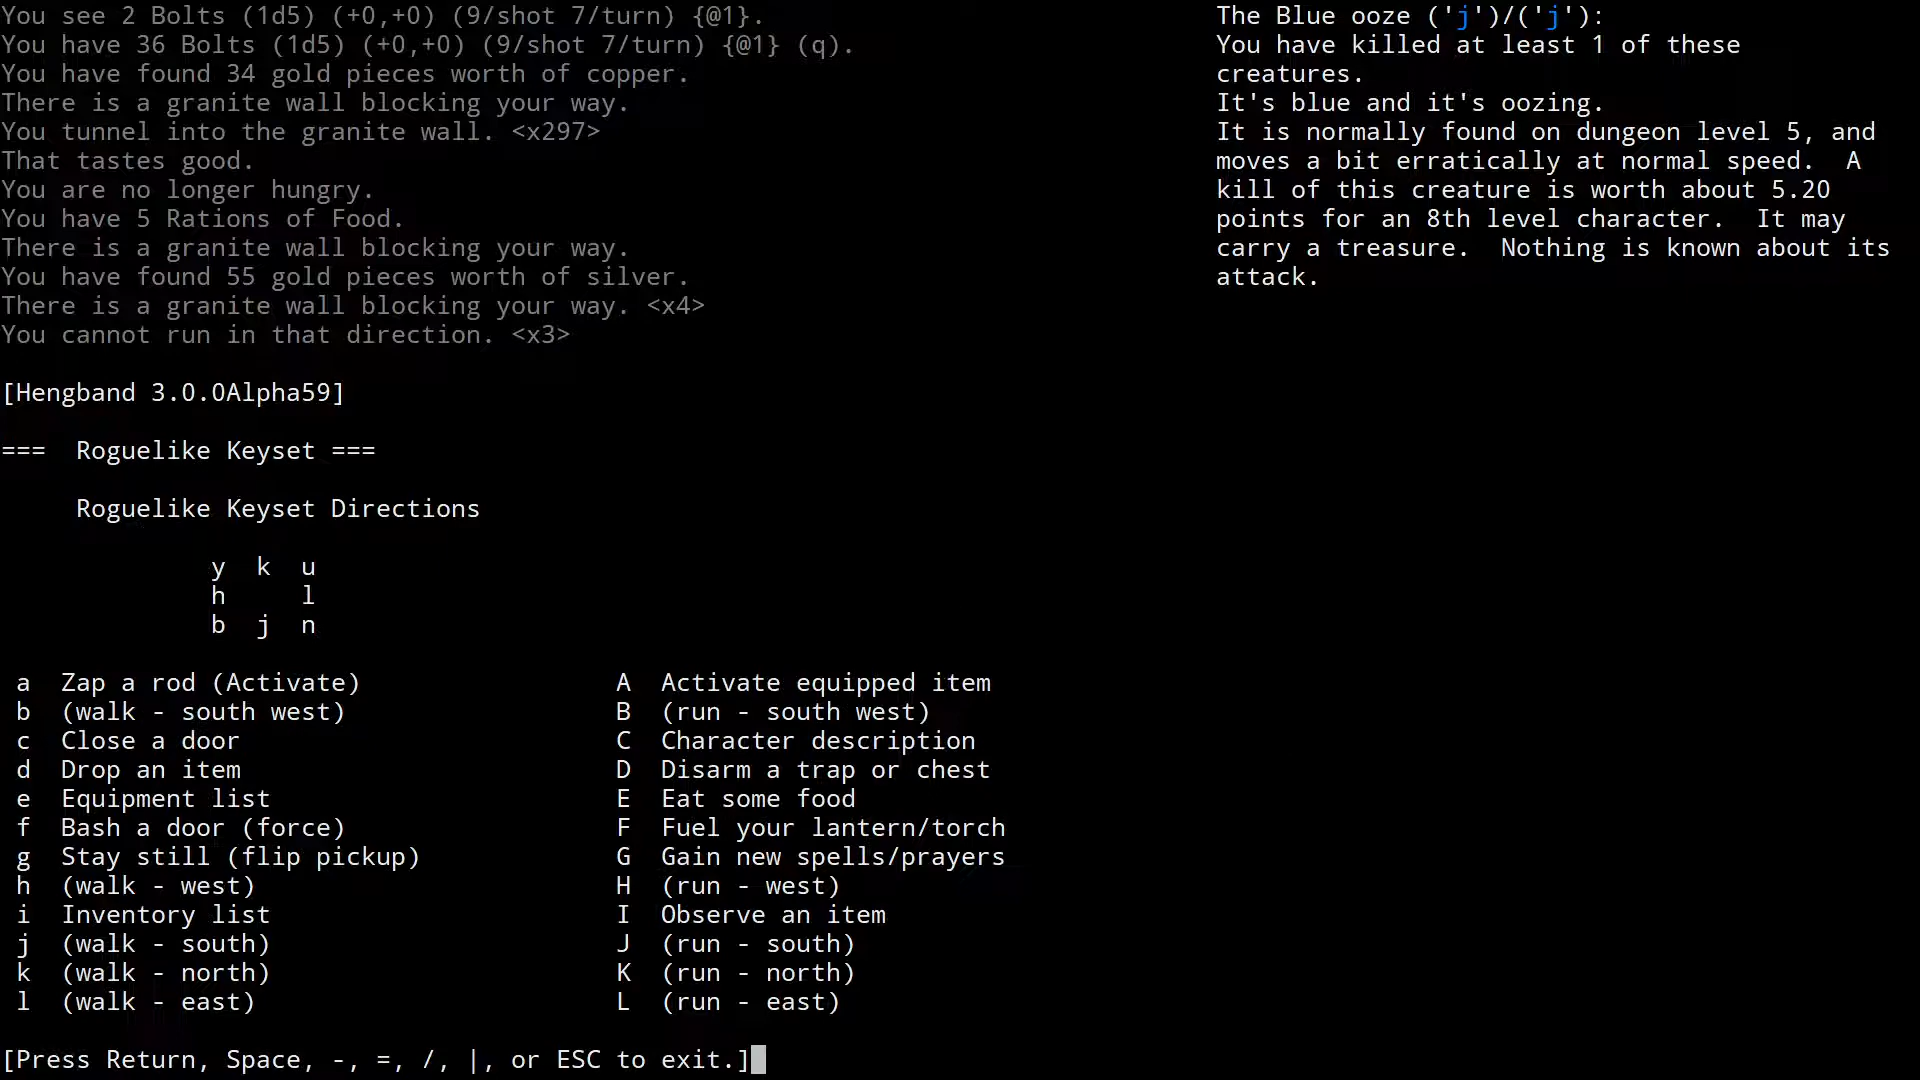 You see 2 Bolts (1d5) (+0,+0) (9/shot 7/turn) {@1}.
You have 36 Bolts (1d5) (+0,+0) (9/shot 7/turn) {@1} (q).
You have found 34 gold pieces worth of copper.
There is a granite wall blocking your way.
You tunnel into the granite wall. <x297>
That tastes good.
You are no longer hungry.
You have 5 Rations of Food.
There is a granite wall blocking your way.
You have found 55 gold pieces worth of silver.
There is a granite wall blocking your way. <x4>
You cannot run in that direction. <x3>
[Hengband 3.0.0Alpha59]
=== Roguelike Keyset ===
Roguelike Keyset Directions
y k u
h l
b j n
a Zap a rod (Activate) A Activate equipped item
b (walk - south west) B (run - south west)
c Close a door C Character description
d Drop an item D Disarm a trap or chest
e Equipment list E Eat some food
f Bash a door (force) F Fuel your lantern/torch
g Stay still (flip pickup) G Gain new spells/prayers
h (walk - west) H (run - west)
i Inventory list I Observe an item
j (walk - south) J (run - south)
k (walk - north) K (run - north)
l (walk - east) L (run - east)
[Press Return, Space, -, =, /, |, or ESC to exit.]
The Blue ooze ('j')/('j'):
You have killed at least 1 of these
creatures.
It's blue and it's oozing.
It is normally found on dungeon level 5, and
moves a bit erratically at normal speed. A
kill of this creature is worth about 5.20
points for an 8th level character. It may
carry a treasure. Nothing is known about its
attack.